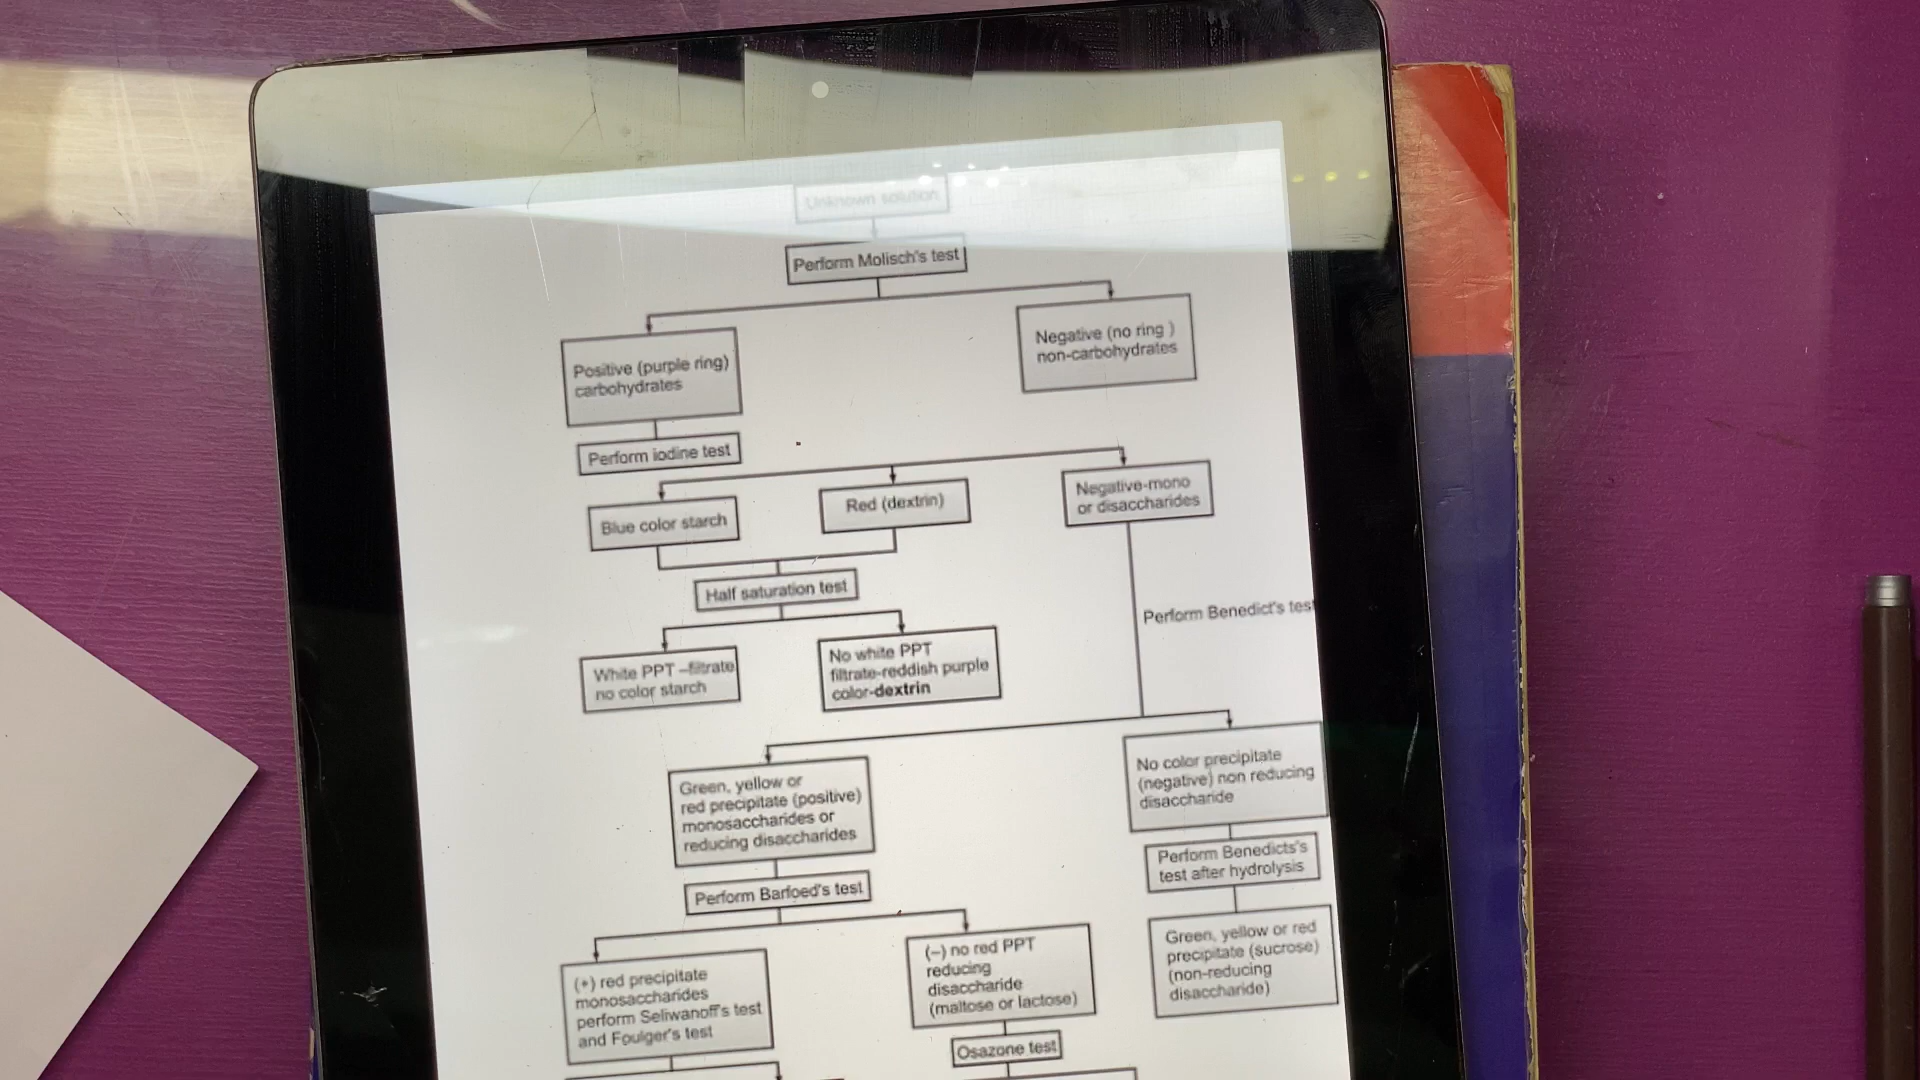 Unknown solution
Perform Molisch's test
Positive (purple ring)
carbohydrates
Negative (no ring )
non-carbohydrates
Perform iodine test
Blue color starch
Red (dextrin)
Negative-mono
or disaccharides
Half saturation test
Perform Benedict's test
White PPT –filtrate
no color starch
No white PPT
filtrate-reddish purple
color-dextrin
Green, yellow or
red precipitate (positive)
monosaccharides or
reducing disaccharides
No color precipitate
(negative) non reducing
disaccharide
Perform Barfoed's test
Perform Benedicts's
test after hydrolysis
(+) red precipitate
monosaccharides
perform Seliwanoff's test
and Foulger's test
(–) no red PPT
reducing
disaccharide
(maltose or lactose)
Green, yellow or red
precipitate (sucrose)
(non-reducing
disaccharide)
Osazone test